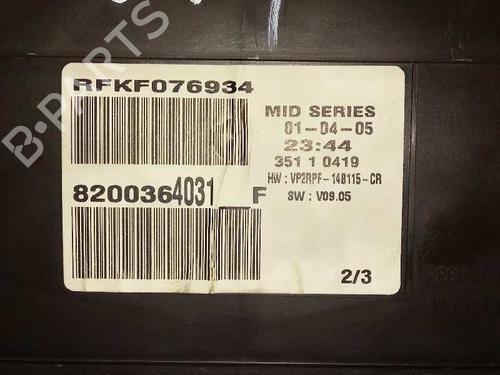 B-PARTS
RFKF076934
MID SERIES
01-04-05
23:44
351 1 0419
HW : VP2RPF-14B115-CR
SW : V09.05
8200364031__F
2/3